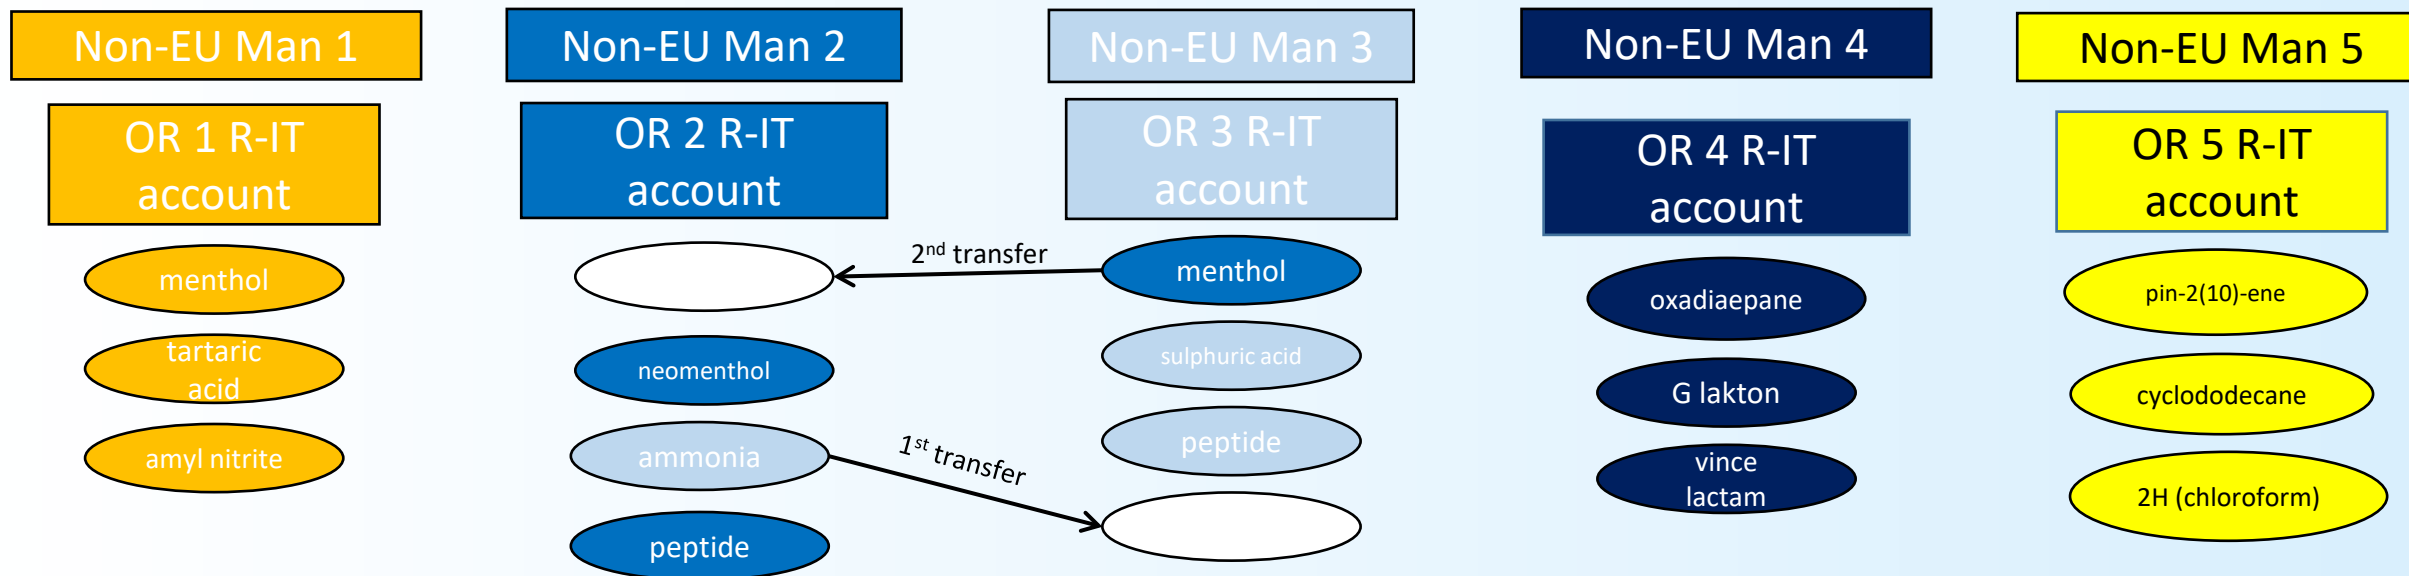 Non-EU Man 1
Non-EU Man 2
Non-EU Man 3
Non-EU Man 4
Non-EU Man 5
OR 1 R-IT
account
OR 2 R-IT
account
OR 3 R-IT
account
OR 4 R-IT
account
OR 5 R-IT
account
menthol
tartaric
acid
amyl nitrite
neomenthol
ammonia
peptide
2nd transfer
1st transfer
menthol
sulphuric acid
peptide
oxadiaepane
G lakton
vince
lactam
pin-2(10)-ene
cyclododecane
2H (chloroform)